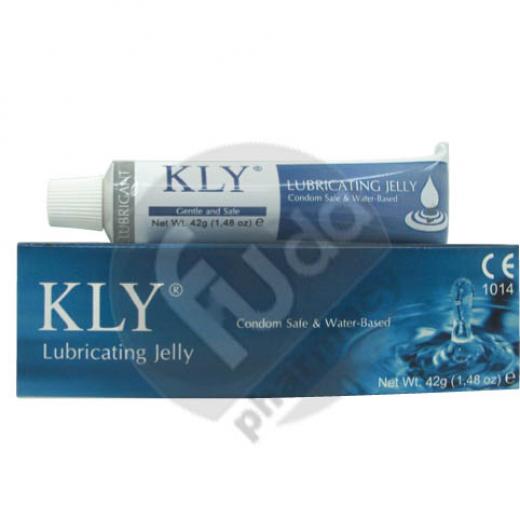 LUBRICANT
KLY®
Gentle and Safe
Net Wt. 42g (1,48 oz) e
LUBRICATING JELLY
Condom Safe & Water-Based
KLY®
Lubricating Jelly
Condom Safe & Water-Based
CE
1014
Net Wt. 42g (1,48 oz) e